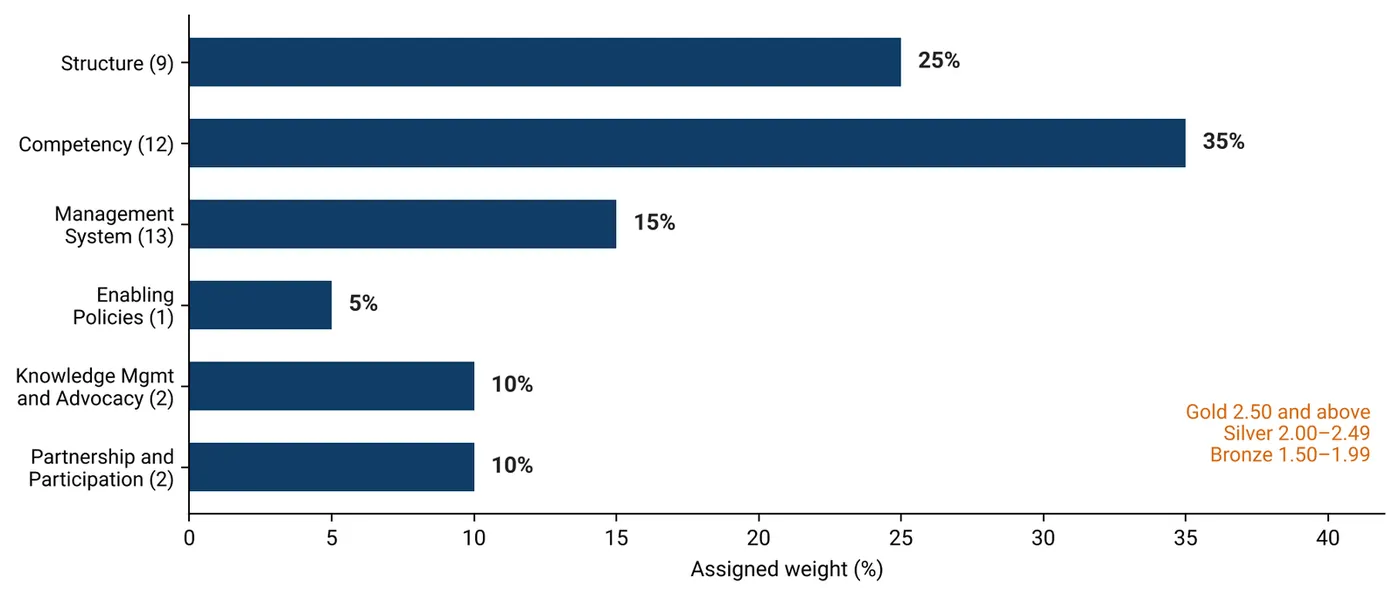 Structure (9)
25%
Competency (12)
35%
Management
System (13)
15%
Enabling
Policies (1)
5%
Knowledge Mgmt
and Advocacy (2)
10%
Partnership and
Participation (2)
10%
Gold 2.50 and above
Silver 2.00–2.49
Bronze 1.50–1.99
0 5 10 15 20 25 30 35 40
Assigned weight (%)